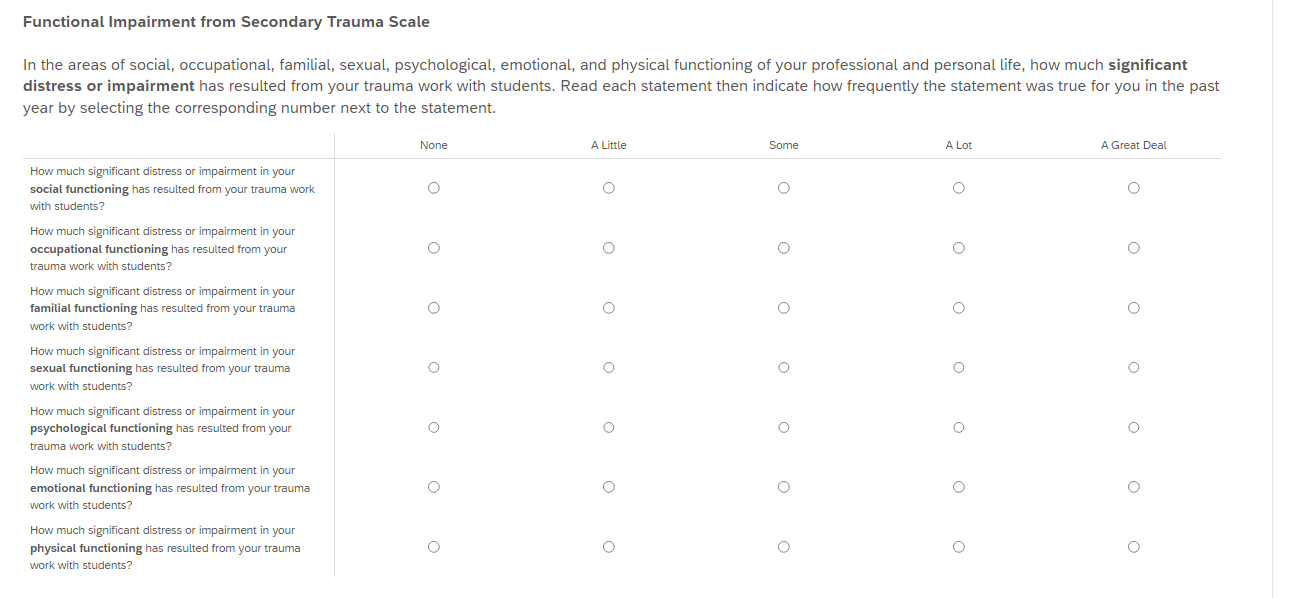 Functional Impairment from Secondary Trauma Scale
In the areas of social, occupational, familial, sexual, psychological, emotional, and physical functioning of your professional and personal life, how much significant
distress or impairment has resulted from your trauma work with students. Read each statement then indicate how frequently the statement was true for you in the past
year by selecting the corresponding number next to the statement.
None A Little Some A Lot A Great Deal
How much significant distress or impairment in your
social functioning has resulted from your trauma work
with students?
How much significant distress or impairment in your
occupational functioning has resulted from your
trauma work with students?
How much significant distress or impairment in your
familial functioning has resulted from your trauma
work with students?
How much significant distress or impairment in your
sexual functioning has resulted from your trauma
work with students?
How much significant distress or impairment in your
psychological functioning has resulted from your
trauma work with students?
How much significant distress or impairment in your
emotional functioning has resulted from your trauma
work with students?
How much significant distress or impairment in your
physical functioning has resulted from your trauma
work with students?